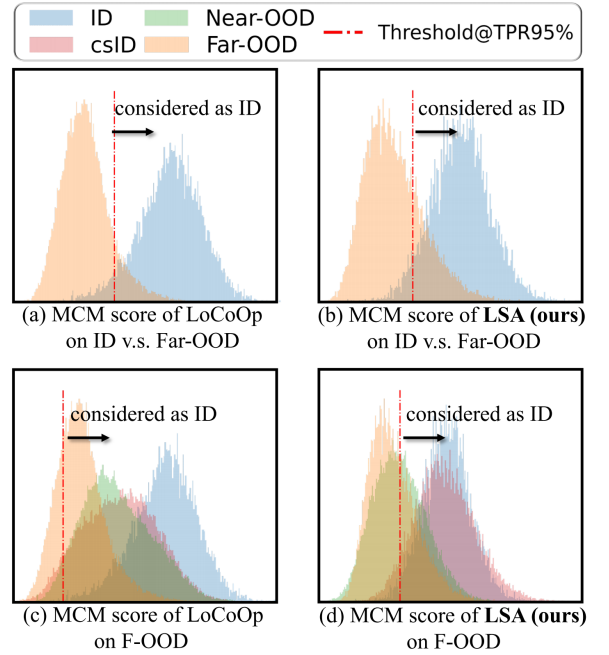 ID
Near-OOD
Threshold@TPR95%
csID
Far-OOD
considered as ID
considered as ID
(a) MCM score of LoCoOp
on ID v.s. Far-OOD
(b) MCM score of LSA (ours)
on ID v.s. Far-OOD
considered as ID
considered as ID
(c) MCM score of LoCoOp
on F-OOD
(d) MCM score of LSA (ours)
on F-OOD